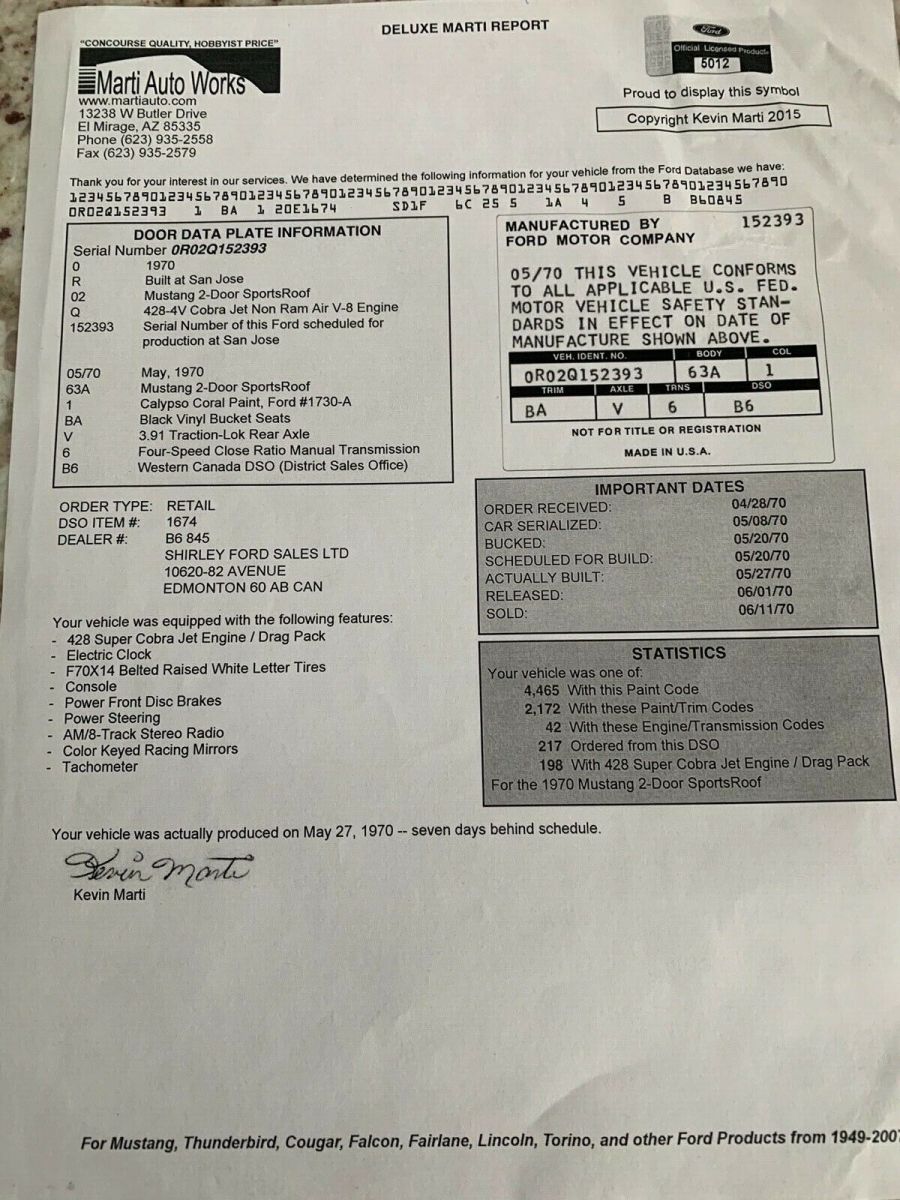 DELUXE MARTI REPORT
"CONCOURSE QUALITY, HOBBYIST PRICE"
Marti Auto Works
www.martiauto.com
13238 W Butler Drive
El Mirage, AZ 85335
Phone (623) 935-2558
Fax (623) 935-2579
Ford
Official Licensed Product
5012
Proud to display this symbol
Copyright Kevin Marti 2015
Thank you for your interest in our services. We have determined the following information for your vehicle from the Ford Database we have:
12345678901234567890123456789012345678901234567890123456789012345678901234567890
0R02Q152393 1 BA 1 20E1674 SD1F 6C 25 5 1A 4 5 B B60845
DOOR DATA PLATE INFORMATION
Serial Number 0R02Q152393
0 1970
R Built at San Jose
02 Mustang 2-Door SportsRoof
Q 428-4V Cobra Jet Non Ram Air V-8 Engine
152393 Serial Number of this Ford scheduled for
production at San Jose
05/70 May, 1970
63A Mustang 2-Door SportsRoof
1 Calypso Coral Paint, Ford #1730-A
BA Black Vinyl Bucket Seats
V 3.91 Traction-Lok Rear Axle
6 Four-Speed Close Ratio Manual Transmission
B6 Western Canada DSO (District Sales Office)
MANUFACTURED BY 152393
FORD MOTOR COMPANY
05/70 THIS VEHICLE CONFORMS
TO ALL APPLICABLE U.S. FED.
MOTOR VEHICLE SAFETY STAN-
DARDS IN EFFECT ON DATE OF
MANUFACTURE SHOWN ABOVE.
VEH. IDENT. NO. BODY COL
0R02Q152393 63A 1
TRIM AXLE TRNS DSO
BA V 6 B6
NOT FOR TITLE OR REGISTRATION
MADE IN U.S.A.
ORDER TYPE: RETAIL
DSO ITEM #: 1674
DEALER #: B6 845
SHIRLEY FORD SALES LTD
10620-82 AVENUE
EDMONTON 60 AB CAN
IMPORTANT DATES
ORDER RECEIVED: 04/28/70
CAR SERIALIZED: 05/08/70
BUCKED: 05/20/70
SCHEDULED FOR BUILD: 05/20/70
ACTUALLY BUILT: 05/27/70
RELEASED: 06/01/70
SOLD: 06/11/70
Your vehicle was equipped with the following features:
- 428 Super Cobra Jet Engine / Drag Pack
- Electric Clock
- F70X14 Belted Raised White Letter Tires
- Console
- Power Front Disc Brakes
- Power Steering
- AM/8-Track Stereo Radio
- Color Keyed Racing Mirrors
- Tachometer
STATISTICS
Your vehicle was one of:
4,465 With this Paint Code
2,172 With these Paint/Trim Codes
42 With these Engine/Transmission Codes
217 Ordered from this DSO
198 With 428 Super Cobra Jet Engine / Drag Pack
For the 1970 Mustang 2-Door SportsRoof
Your vehicle was actually produced on May 27, 1970 -- seven days behind schedule.
Kevin Marti
Kevin Marti
For Mustang, Thunderbird, Cougar, Falcon, Fairlane, Lincoln, Torino, and other Ford Products from 1949-2007